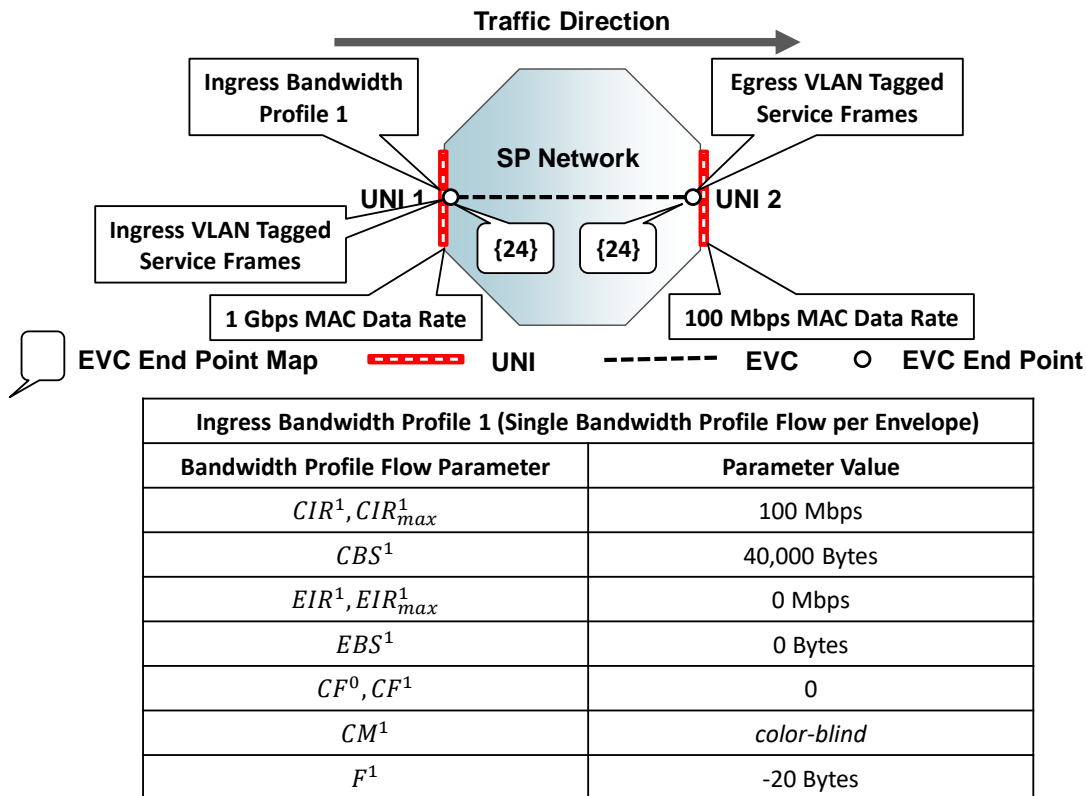 Traffic Direction
Ingress Bandwidth
Profile 1
Egress VLAN Tagged
Service Frames
SP Network
UNI 1
UNI 2
Ingress VLAN Tagged
Service Frames
{24}
{24}
1 Gbps MAC Data Rate
100 Mbps MAC Data Rate
EVC End Point Map
UNI
EVC
EVC End Point
Ingress Bandwidth Profile 1 (Single Bandwidth Profile Flow per Envelope)
Bandwidth Profile Flow Parameter Parameter Value
CIR¹, CIR¹max 100 Mbps
CBS¹ 40,000 Bytes
EIR¹, EIR¹max 0 Mbps
EBS¹ 0 Bytes
CF⁰, CF¹ 0
CM¹ color-blind
F¹ -20 Bytes